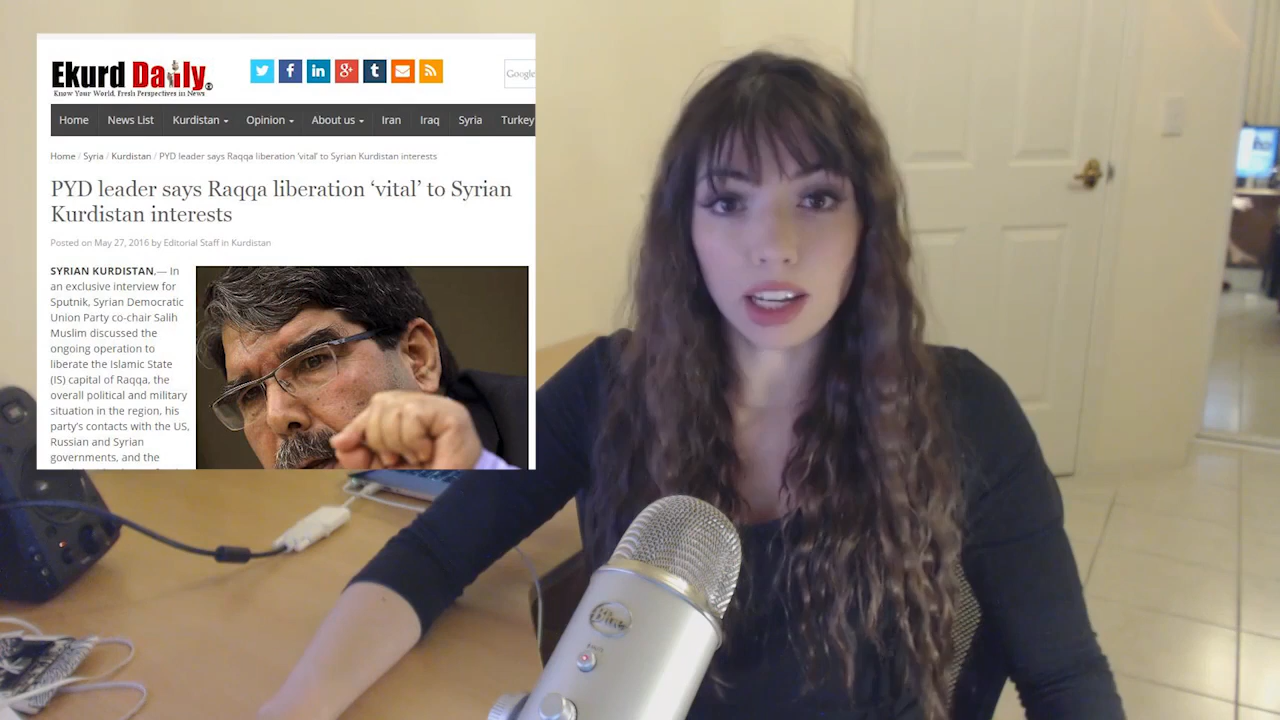 Ekurd Daily
Know Your World, Fresh Perspectives in News
Google
Home News List Kurdistan Opinion About us Iran Iraq Syria Turkey
Home / Syria / Kurdistan / PYD leader says Raqqa liberation ‘vital’ to Syrian Kurdistan interests
PYD leader says Raqqa liberation ‘vital’ to Syrian
Kurdistan interests
Posted on May 27, 2016 by Editorial Staff in Kurdistan
SYRIAN KURDISTAN,— In
an exclusive interview for
Sputnik, Syrian Democratic
Union Party co-chair Salih
Muslim discussed the
ongoing operation to
liberate the Islamic State
(IS) capital of Raqqa, the
overall political and military
situation in the region, his
party’s contacts with the US,
Russian and Syrian
governments, and the
Blue